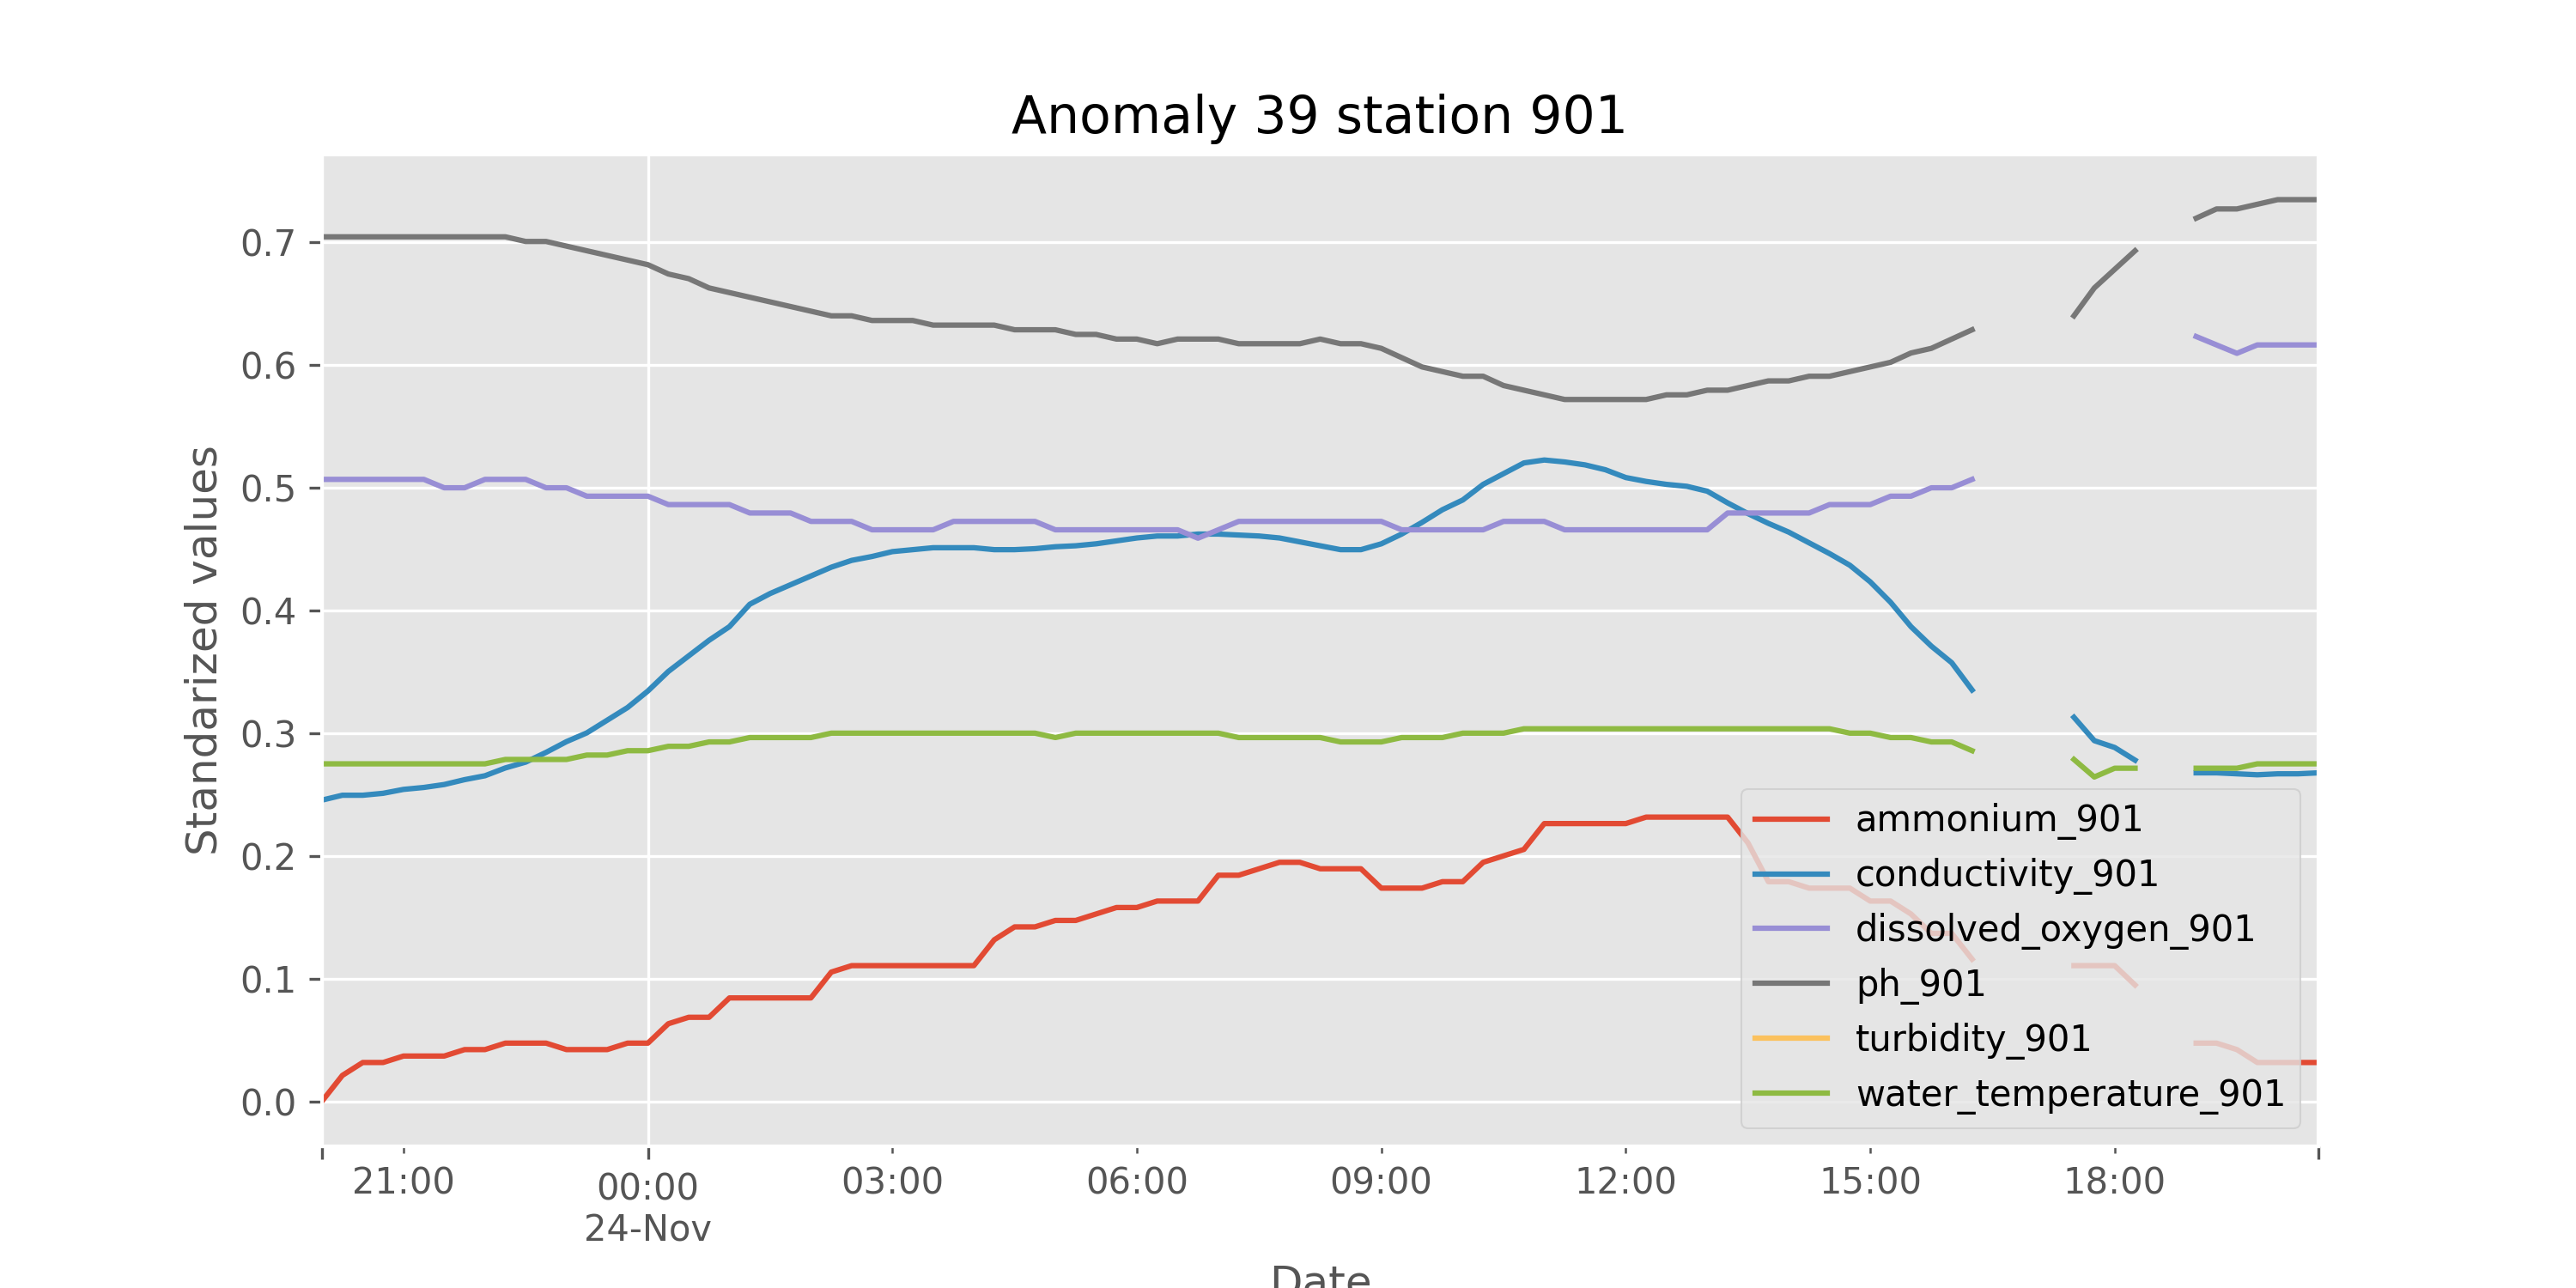 Anomaly 39 station 901
Standarized values
0.7
0.6
0.5
0.4
0.3
0.2
0.1
0.0
ammonium_901
conductivity_901
dissolved_oxygen_901
ph_901
turbidity_901
water_temperature_901
21:00
00:00
03:00
06:00
09:00
12:00
15:00
18:00
24-Nov
Date